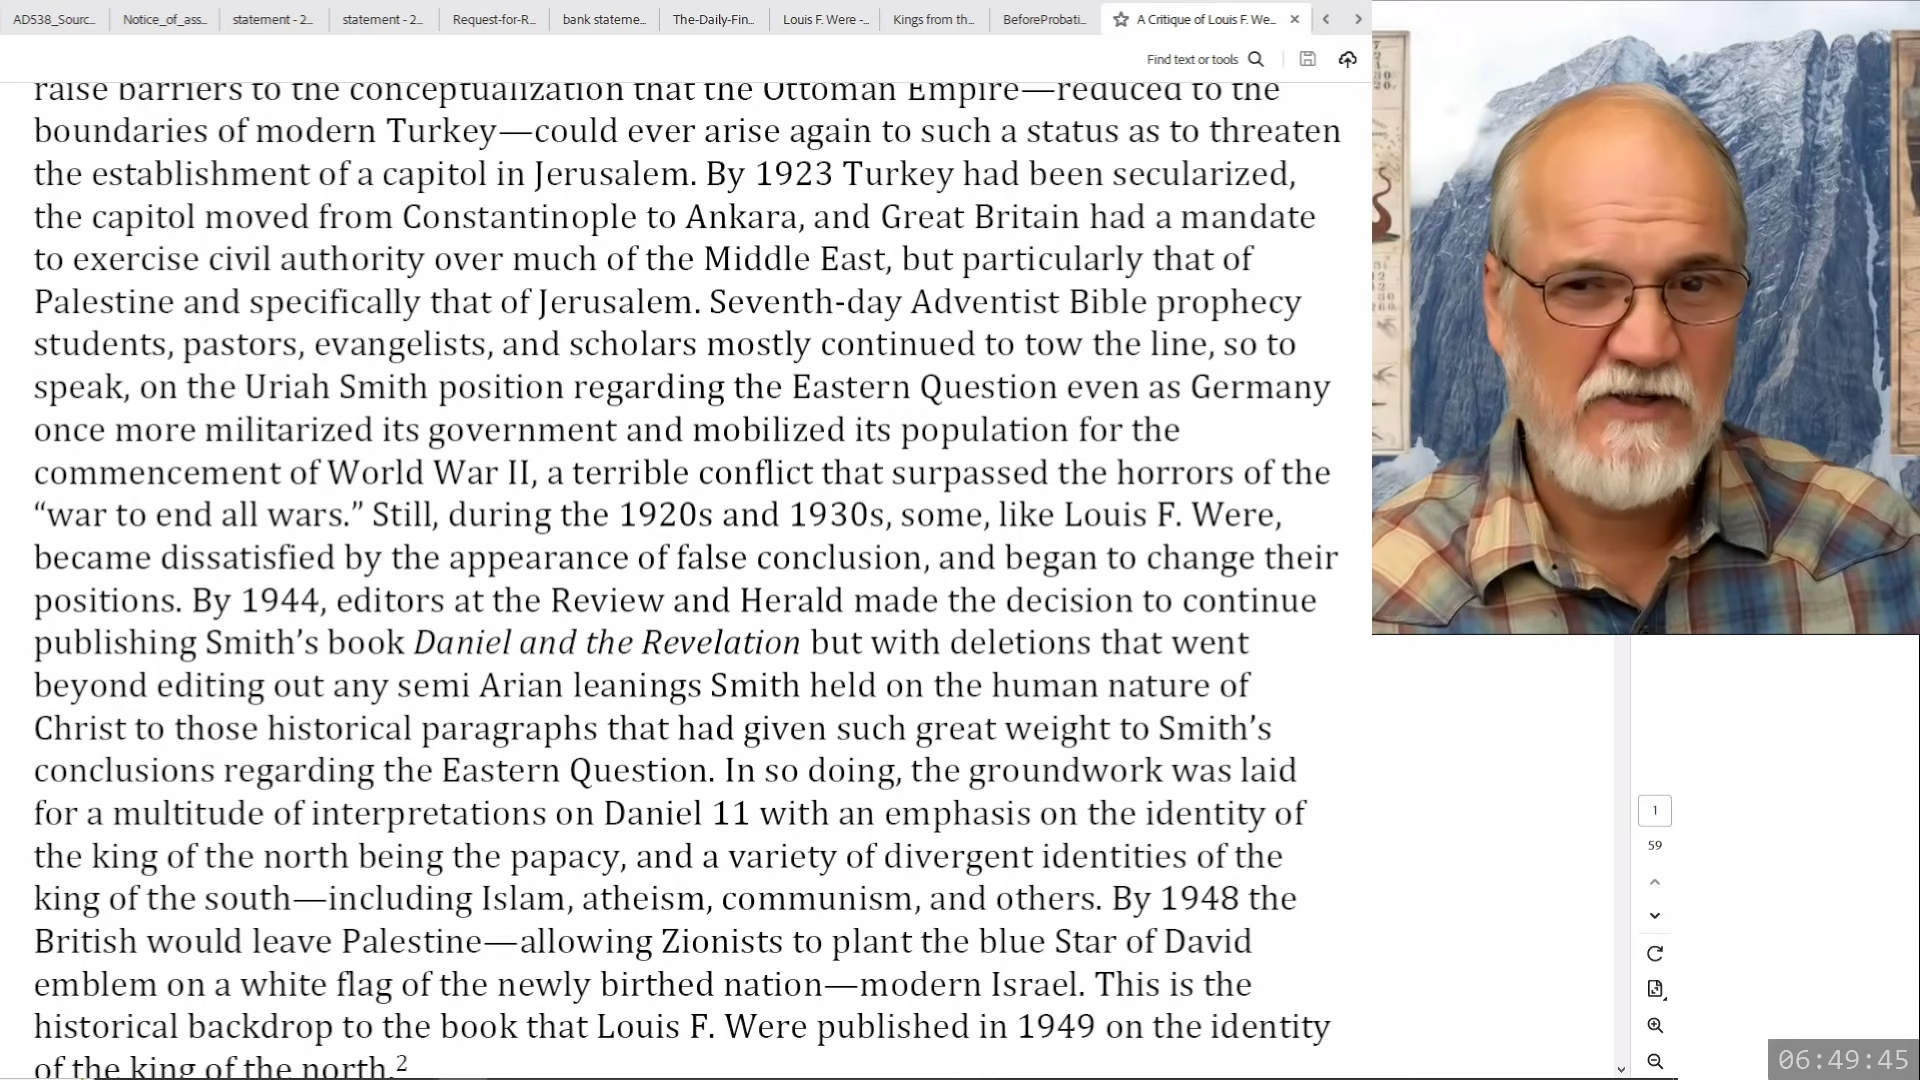 AD538_Sourc...
Notice_of_ass...
statement - 2...
statement - 2...
Request-for-R...
bank stateme...
The-Daily-Fin...
Louis F. Were -...
Kings from th...
BeforeProbati...
A Critique of Louis F. We...
Find text or tools
raise barriers to the conceptualization that the Ottoman Empire—reduced to the
boundaries of modern Turkey—could ever arise again to such a status as to threaten
the establishment of a capitol in Jerusalem. By 1923 Turkey had been secularized,
the capitol moved from Constantinople to Ankara, and Great Britain had a mandate
to exercise civil authority over much of the Middle East, but particularly that of
Palestine and specifically that of Jerusalem. Seventh-day Adventist Bible prophecy
students, pastors, evangelists, and scholars mostly continued to tow the line, so to
speak, on the Uriah Smith position regarding the Eastern Question even as Germany
once more militarized its government and mobilized its population for the
commencement of World War II, a terrible conflict that surpassed the horrors of the
“war to end all wars.” Still, during the 1920s and 1930s, some, like Louis F. Were,
became dissatisfied by the appearance of false conclusion, and began to change their
positions. By 1944, editors at the Review and Herald made the decision to continue
publishing Smith’s book Daniel and the Revelation but with deletions that went
beyond editing out any semi Arian leanings Smith held on the human nature of
Christ to those historical paragraphs that had given such great weight to Smith’s
conclusions regarding the Eastern Question. In so doing, the groundwork was laid
for a multitude of interpretations on Daniel 11 with an emphasis on the identity of
the king of the north being the papacy, and a variety of divergent identities of the
king of the south—including Islam, atheism, communism, and others. By 1948 the
British would leave Palestine—allowing Zionists to plant the blue Star of David
emblem on a white flag of the newly birthed nation—modern Israel. This is the
historical backdrop to the book that Louis F. Were published in 1949 on the identity
of the king of the north.2
1
59
06:49:45